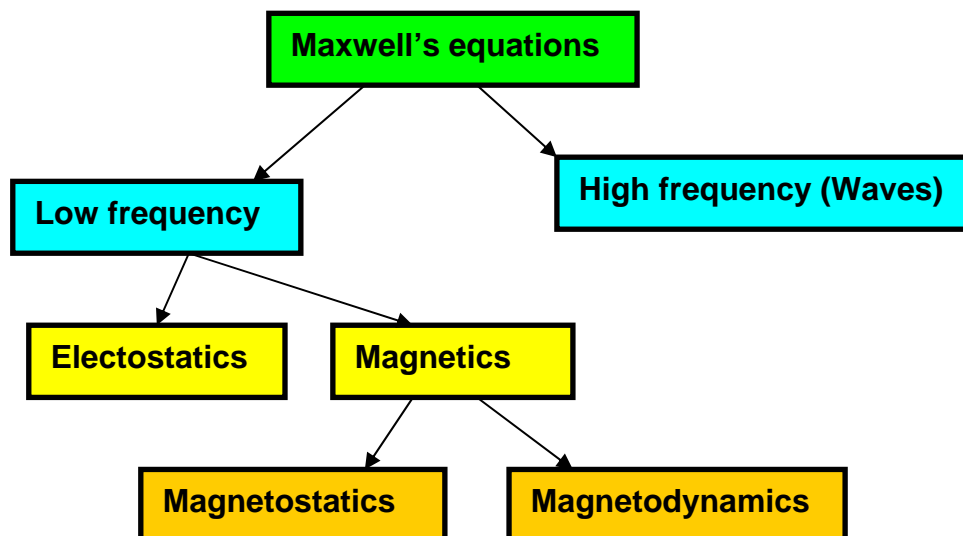 Maxwell’s equations
High frequency (Waves)
Low frequency
Electostatics
Magnetics
Magnetostatics
Magnetodynamics